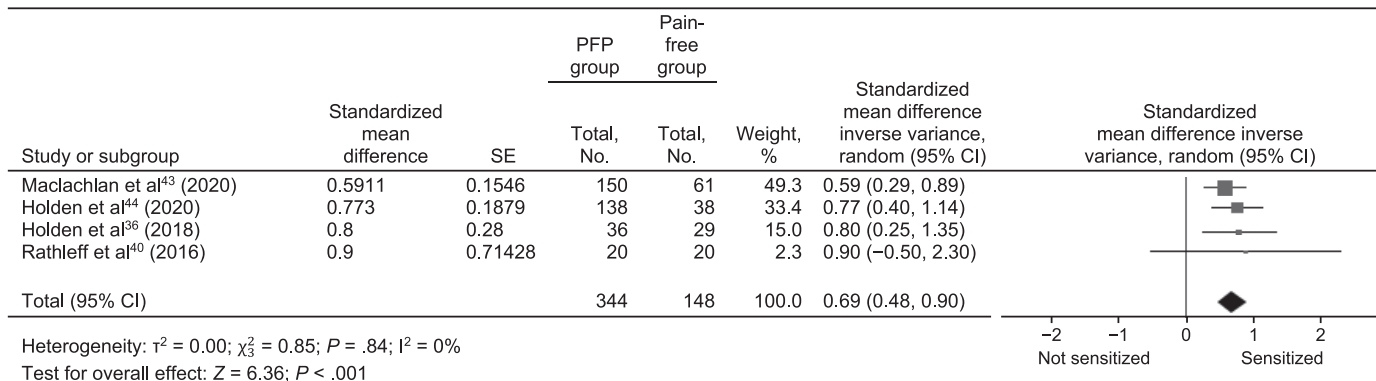 PFP group
Pain-free group
Study or subgroup Standardized mean difference SE Total, No. Total, No. Weight, % Standardized mean difference inverse variance, random (95% CI) Standardized mean difference inverse variance, random (95% CI)
Maclachlan et al43 (2020) 0.5911 0.1546 150 61 49.3 0.59 (0.29, 0.89)
Holden et al44 (2020) 0.773 0.1879 138 38 33.4 0.77 (0.40, 1.14)
Holden et al36 (2018) 0.8 0.28 36 29 15.0 0.80 (0.25, 1.35)
Rathleff et al40 (2016) 0.9 0.71428 20 20 2.3 0.90 (−0.50, 2.30)
Total (95% CI) 344 148 100.0 0.69 (0.48, 0.90)
−2 −1 0 1 2
Not sensitized Sensitized
Heterogeneity: τ² = 0.00; χ²₃ = 0.85; P = .84; I² = 0%
Test for overall effect: Z = 6.36; P < .001